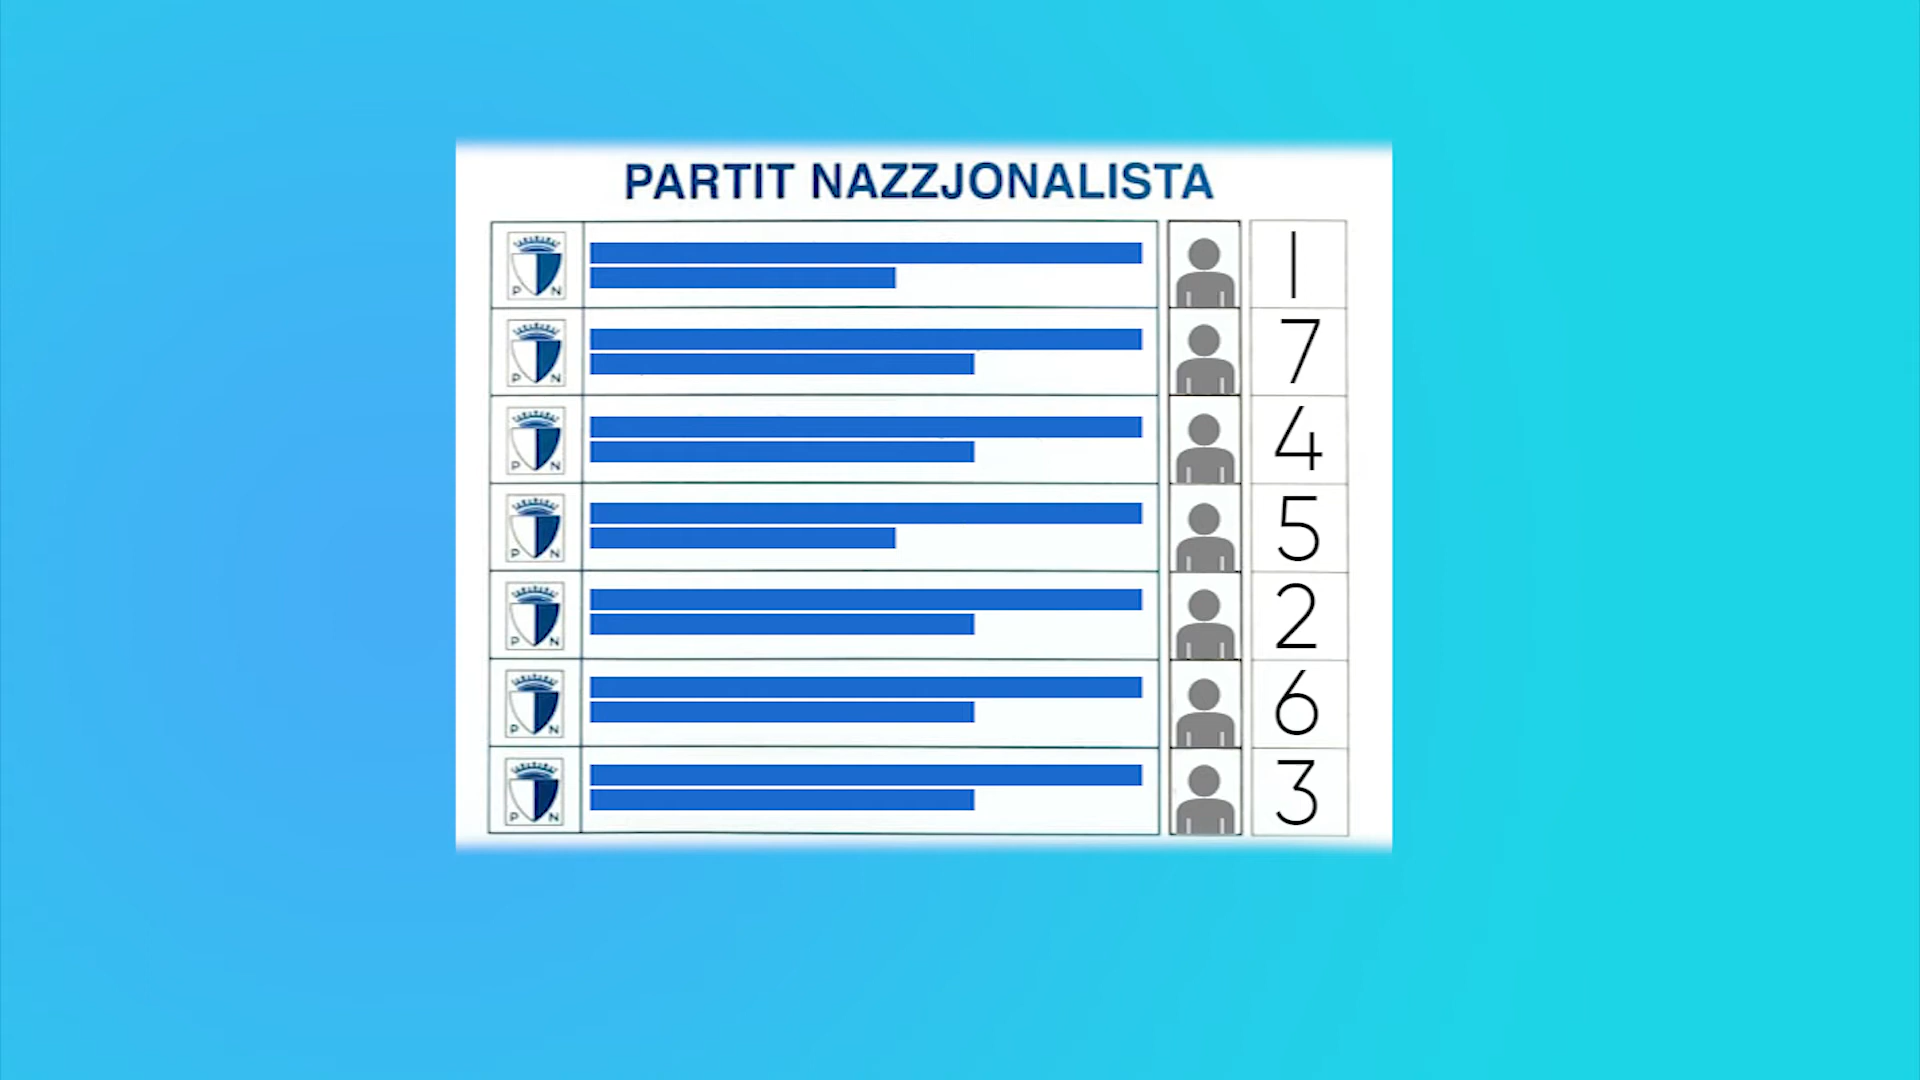 PARTIT NAZZJONALISTA
P N 1
P N 7
P N 4
P N 5
P N 2
P N 6
P N 3